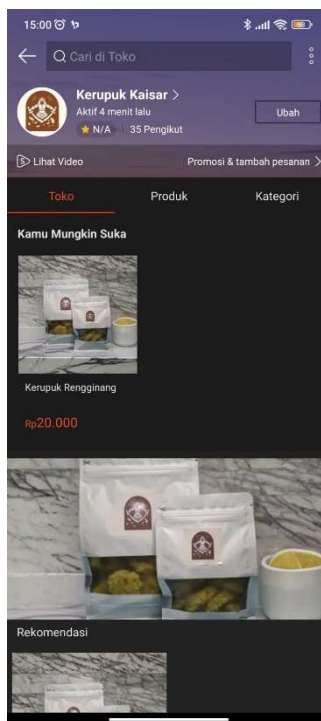 15:00
Cari di Toko
Kerupuk Kaisar >
Aktif 4 menit lalu
Ubah
N/A 35 Pengikut
Lihat Video
Promosi & tambah pesanan >
Toko Produk Kategori
Kamu Mungkin Suka
Kerupuk Rengginang
Rp20.000
Rekomendasi